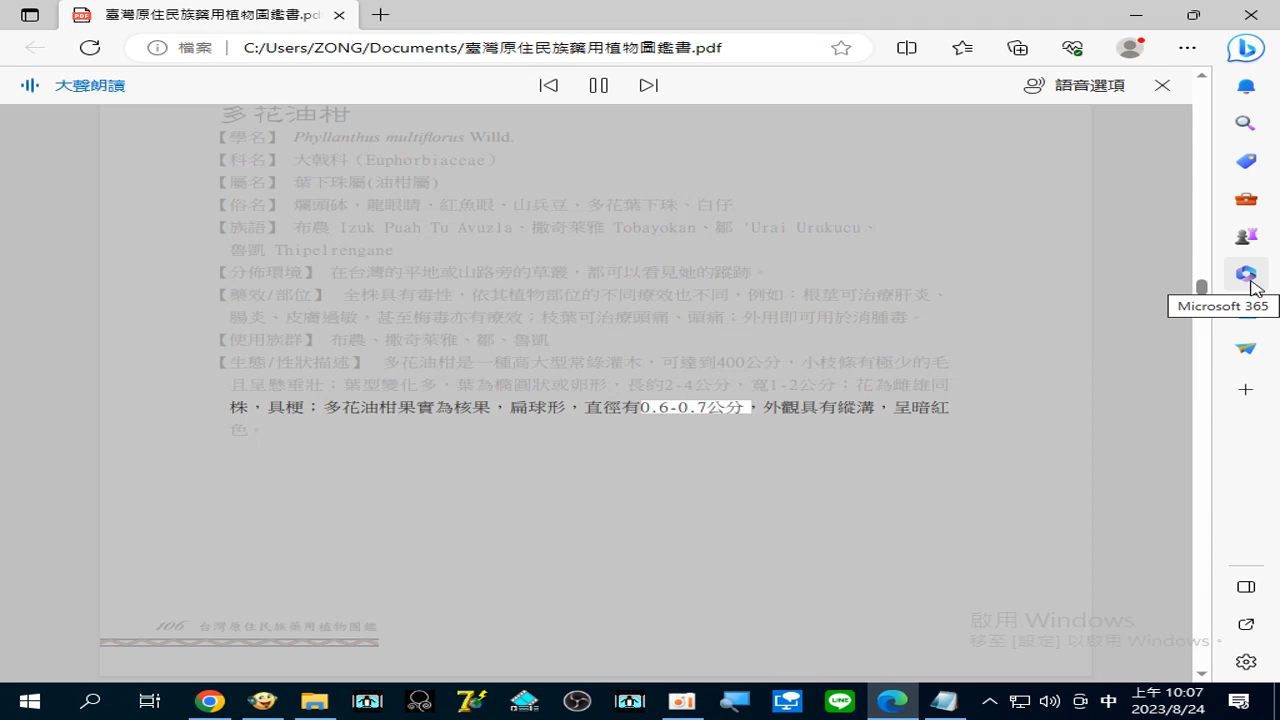 臺灣原住民族藥用植物圖鑑書.pdf
檔案
C:/Users/ZONG/Documents/臺灣原住民族藥用植物圖鑑書.pdf
大聲朗讀
語音選項
多花油柑
【學名】 Phyllanthus multiflorus Willd.
【科名】 大戟科（Euphorbiaceae）
【屬名】 葉下珠屬(油柑屬)
【俗名】 爛頭砵、龍眼睛、紅魚眼、山兵豆、多花葉下珠、白仔
【族語】 布農 Izuk Puah Tu Avuzla、撒奇萊雅 Tobayokan、鄒 'Urai Urukucu、
魯凱 Thipelrengane
【分佈環境】 在台灣的平地或山路旁的草叢，都可以看見她的蹤跡。
【藥效/部位】 全株具有毒性，依其植物部位的不同療效也不同，例如：根莖可治療肝炎、
腸炎、皮膚過敏，甚至梅毒亦有療效；枝葉可治療頭痛、頭痛；外用即可用於消腫毒。
【使用族群】 布農、撒奇萊雅、鄒、魯凱
【生態/性狀描述】 多花油柑是一種高大型常綠灌木，可達到400公分，小枝條有極少的毛
且呈懸垂壯；葉型變化多，葉為橢圓狀或卵形，長約2-4公分，寬1-2公分；花為雌雄同
株，具梗；多花油柑果實為核果，扁球形，直徑有0.6-0.7公分，外觀具有縱溝，呈暗紅
色。
Microsoft 365
106 台灣原住民族藥用植物圖鑑
啟用 Windows
移至 [設定] 以啟用 Windows。
中
上午 10:07
2023/8/24